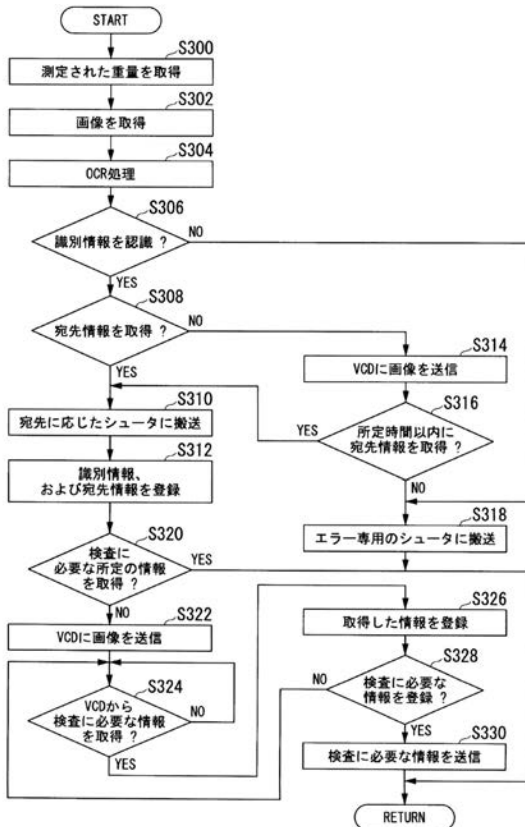 START
S300
測定された重量を取得
S302
画像を取得
S304
OCR処理
S306
識別情報を認識 ?
NO
YES
S308
宛先情報を取得 ?
NO
YES
S314
VCDに画像を送信
S316
所定時間以内に
宛先情報を取得 ?
YES
NO
S310
宛先に応じたシュータに搬送
S312
識別情報、
および宛先情報を登録
S318
エラー専用のシュータに搬送
S320
検査に
必要な所定の情報
を取得 ?
YES
NO
S322
VCDに画像を送信
S324
VCDから
検査に必要な情報
を取得 ?
NO
YES
S326
取得した情報を登録
S328
検査に必要な
情報を登録 ?
NO
YES
S330
検査に必要な情報を送信
RETURN